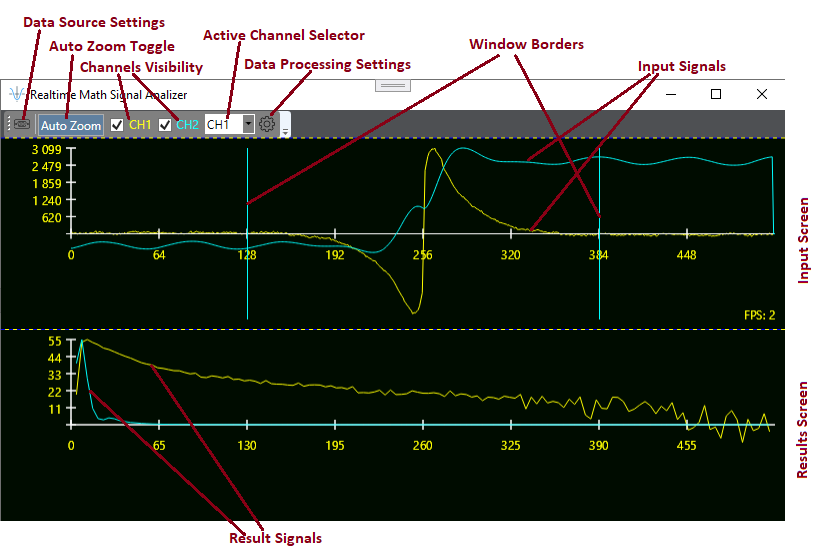 Data Source Settings
Auto Zoom Toggle
Channels Visibility
Active Channel Selector
Data Processing Settings
Window Borders
Input Signals
Realtime Math Signal Analizer
Auto Zoom
CH1
CH2
CH1
3 099
2 479
1 859
1 240
620
0 64 128 192 256 320 384 448
FPS: 2
Input Screen
55
44
33
22
11
0 65 130 195 260 325 390 455
Results Screen
Result Signals